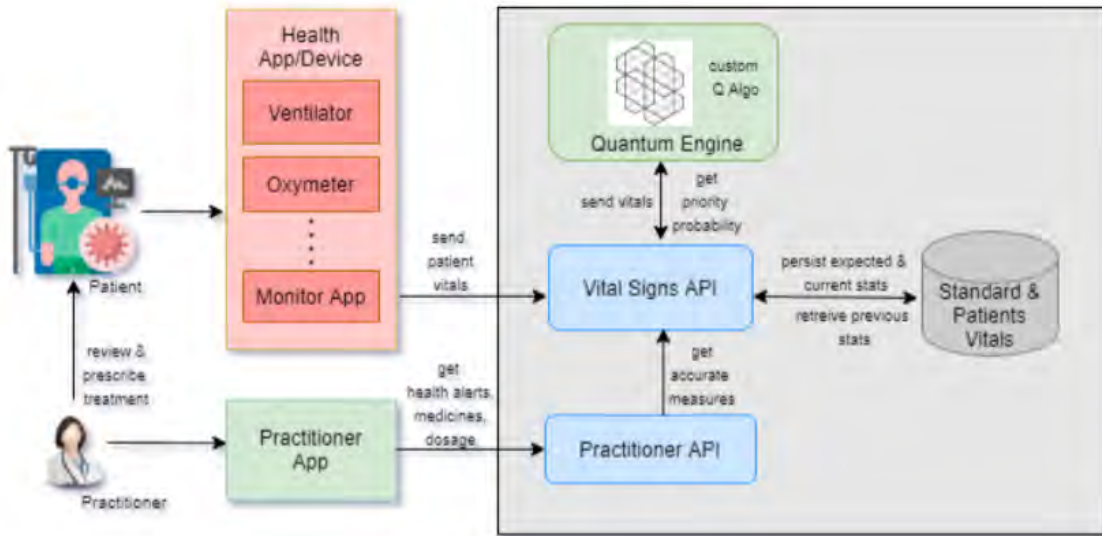 Health
App/Device
Ventilator
Oxymeter
Monitor App
Patient
review &
prescribe
treatment
Practitioner
Practitioner
App
send
patient
vitals
get
health alerts,
medicines,
dosage
custom
Q Algo
Quantum Engine
send vitals
get
priority
probability
Vital Signs API
persist expected &
current stats
retreive previous
stats
Standard &
Patients
Vitals
get
accurate
measures
Practitioner API